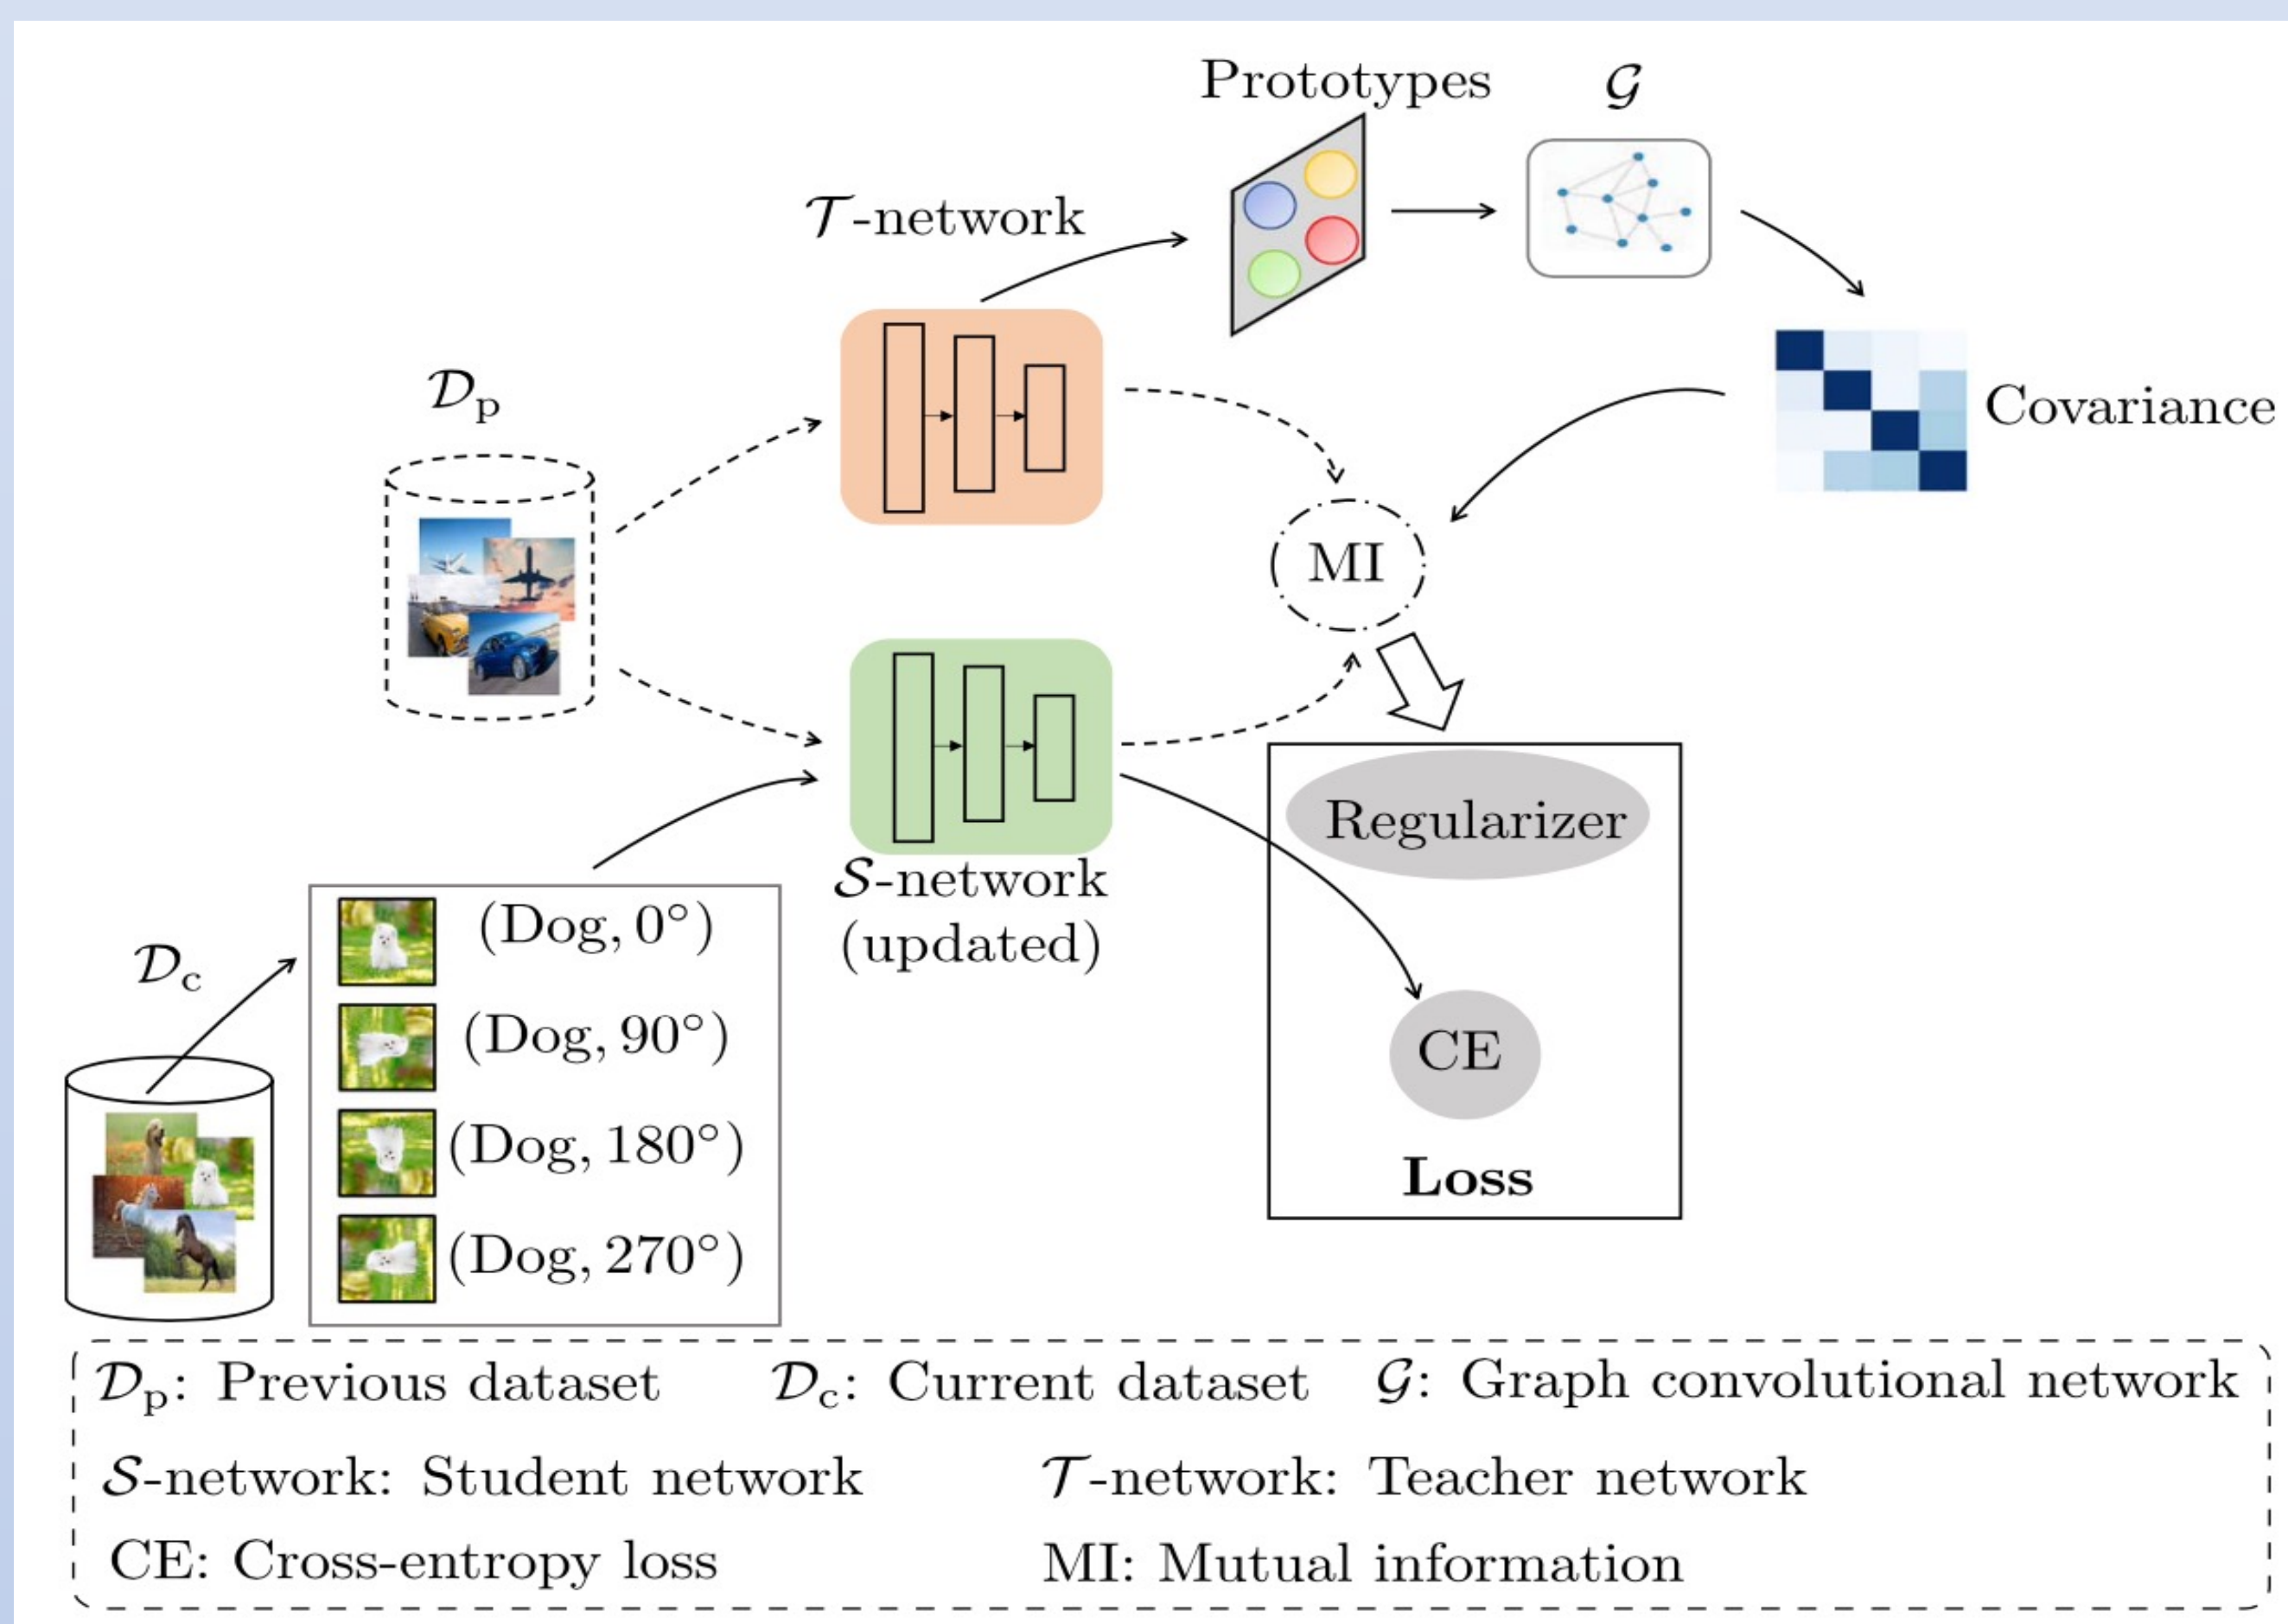 Prototypes
𝒢
𝒯-network
𝒟p
Covariance
MI
Regularizer
𝒮-network
(updated)
𝒟c
(Dog, 0°)
(Dog, 90°)
(Dog, 180°)
(Dog, 270°)
CE
Loss
𝒟p: Previous dataset 𝒟c: Current dataset 𝒢: Graph convolutional network
𝒮-network: Student network 𝒯-network: Teacher network
CE: Cross-entropy loss MI: Mutual information